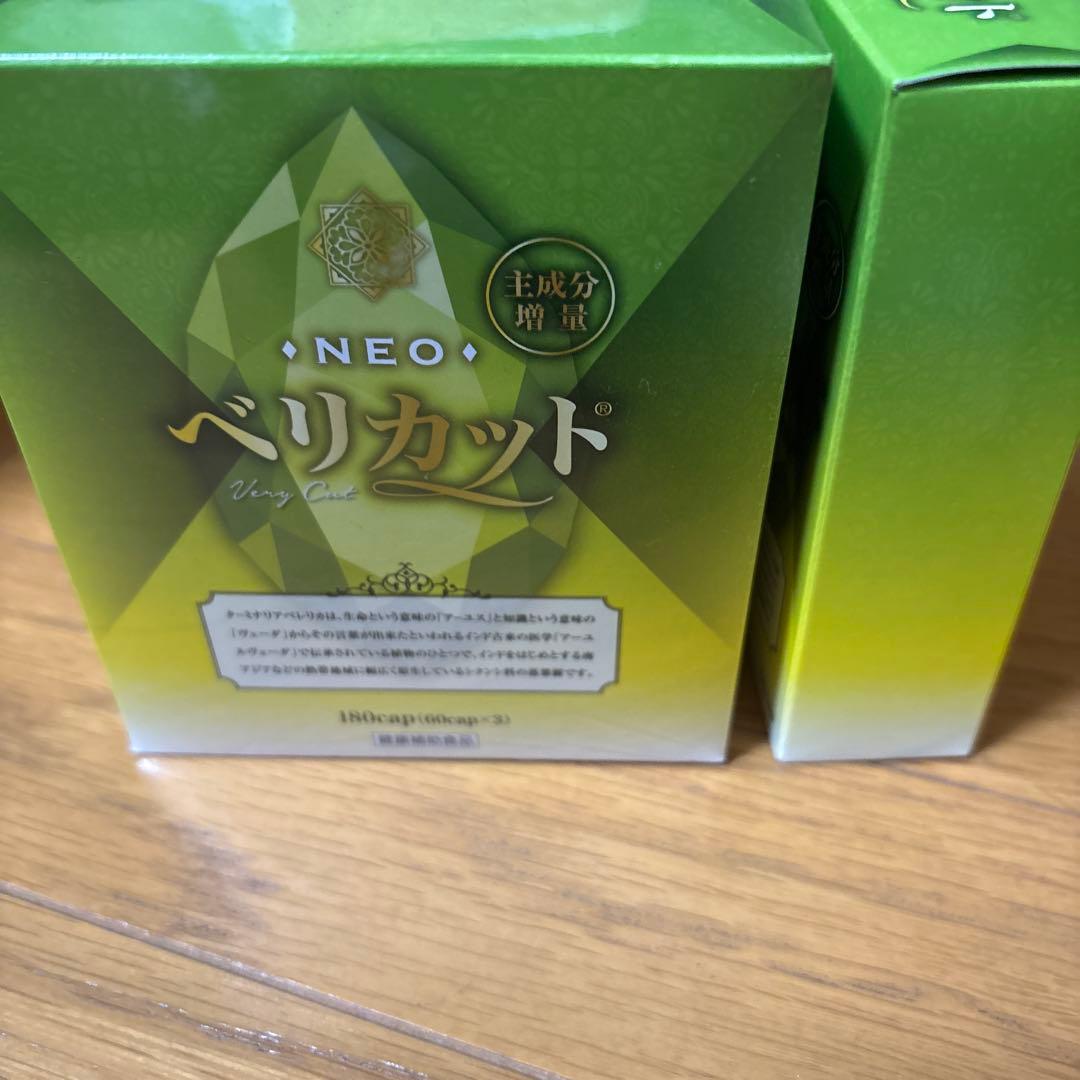 主成分
増量
NEO
ベリカット®
Very Cut
ターミナリアベレリカは、生命という意味の「アーユス」と知識という意味の
「ヴェーダ」からその言葉が出来たといわれるインド古来の医学「アーユ
ルヴェーダ」で伝承されている植物のひとつで、インドをはじめとする南
アジアなどの熱帯地域に幅広く原生しているシクンシ科の落葉樹です。
180cap(60cap×3)
健康補助食品
ット